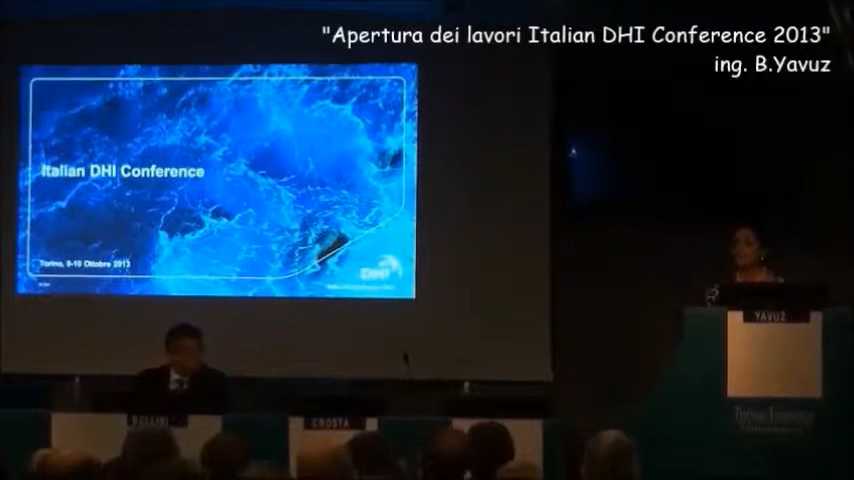 "Apertura dei lavori Italian DHI Conference 2013"
ing. B.Yavuz
Italian DHI Conference
Torino, 9-10 Ottobre 2013
DHI
YAVUZ
CROSTA